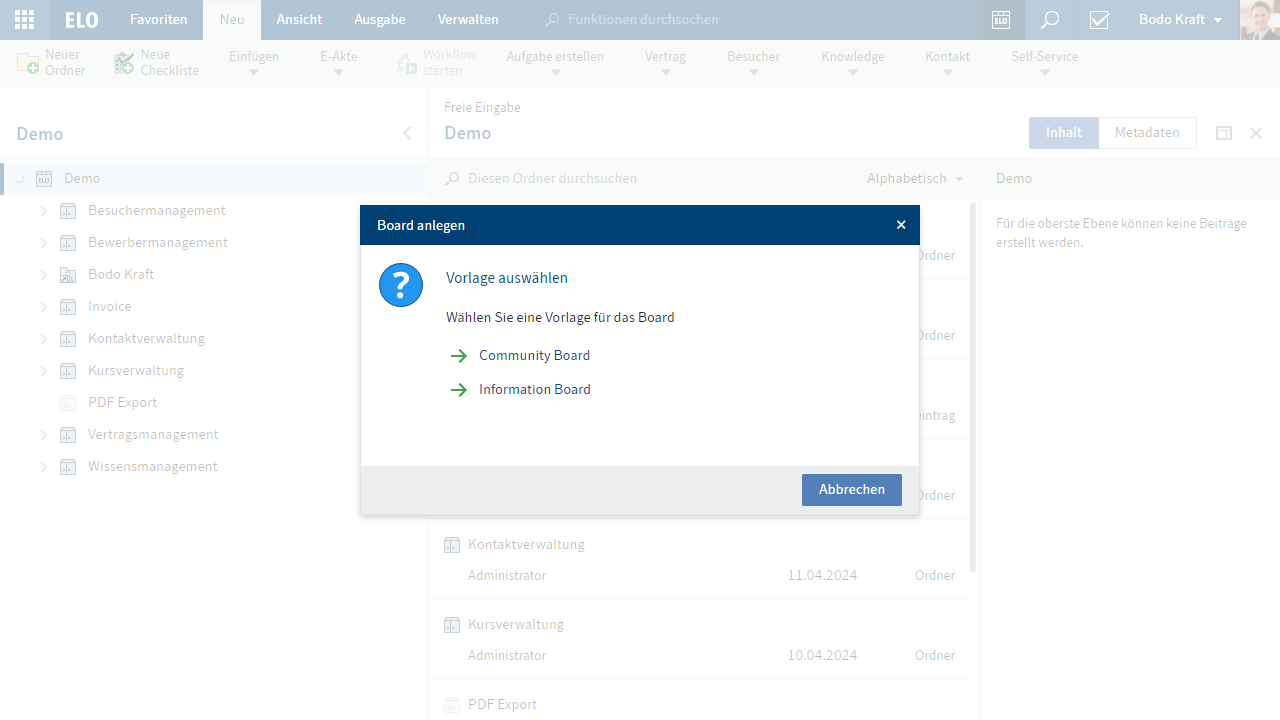 ELO Favoriten Neu Ansicht Ausgabe Verwalten Funktionen durchsuchen ELO Bodo Kraft
Neuer Ordner Neue Checkliste Einfügen E-Akte Workflow starten Aufgabe erstellen Vertrag Besucher Knowledge Kontakt Self-Service
Demo
Freie Eingabe
Demo
Inhalt Metadaten
ELO Demo
Besuchermanagement
Bewerbermanagement
Bodo Kraft
Invoice
Kontaktverwaltung
Kursverwaltung
PDF Export
Vertragsmanagement
Wissensmanagement
Diesen Ordner durchsuchen Alphabetisch
Demo
Für die oberste Ebene können keine Beiträge
erstellt werden.
Board anlegen
?
Vorlage auswählen
Wählen Sie eine Vorlage für das Board
Community Board
Information Board
Abbrechen
Kontaktverwaltung
Administrator 11.04.2024 Ordner
Kursverwaltung
Administrator 10.04.2024 Ordner
PDF Export